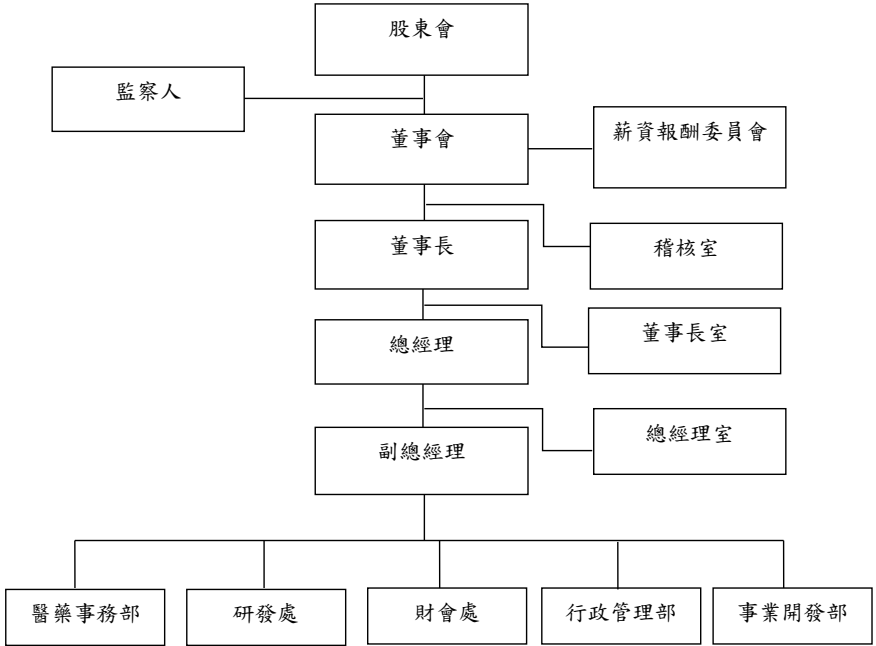 股東會
監察人
董事會
薪資報酬委員會
董事長
稽核室
總經理
董事長室
副總經理
總經理室
醫藥事務部
研發處
財會處
行政管理部
事業開發部